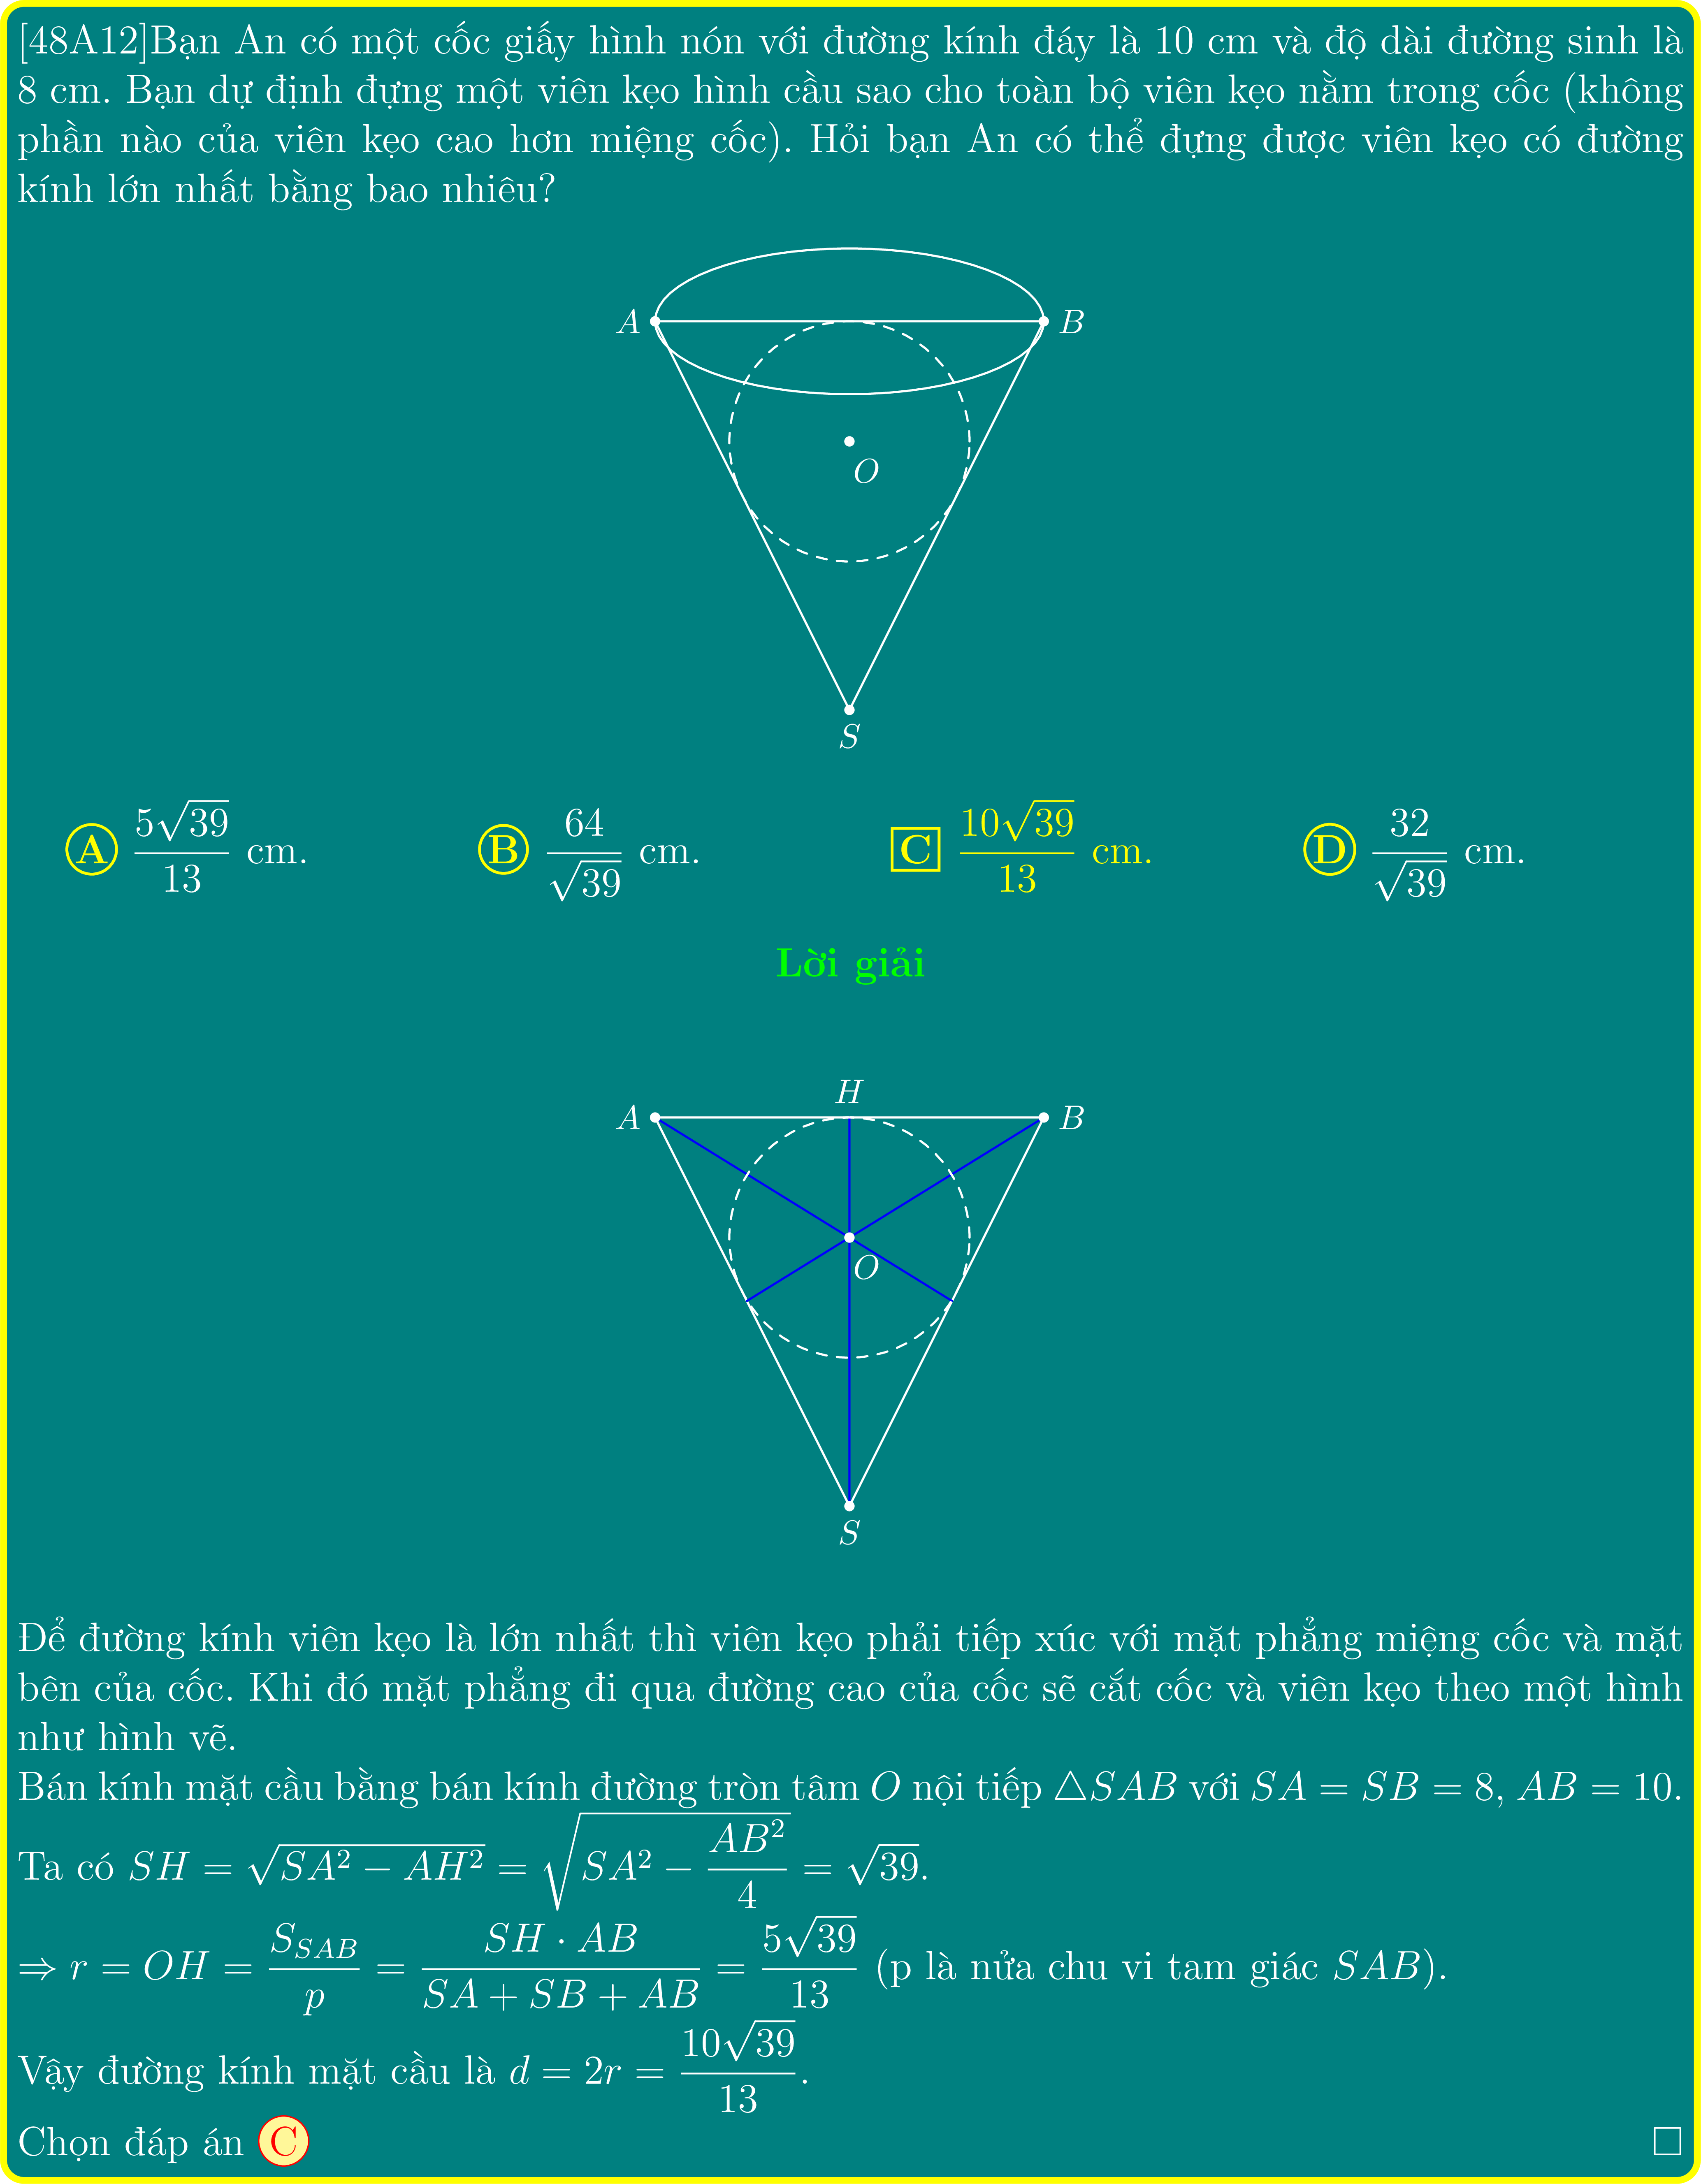 [48A12]Bạn An có một cốc giấy hình nón với đường kính đáy là 10 cm và độ dài đường sinh là
8 cm. Bạn dự định đựng một viên kẹo hình cầu sao cho toàn bộ viên kẹo nằm trong cốc (không
phần nào của viên kẹo cao hơn miệng cốc). Hỏi bạn An có thể đựng được viên kẹo có đường
kính lớn nhất bằng bao nhiêu?
A B
O
S
A $\dfrac{5\sqrt{39}}{13}$ cm. B $\dfrac{64}{\sqrt{39}}$ cm. C $\dfrac{10\sqrt{39}}{13}$ cm. D $\dfrac{32}{\sqrt{39}}$ cm.
Lời giải
H
A B
O
S
Để đường kính viên kẹo là lớn nhất thì viên kẹo phải tiếp xúc với mặt phẳng miệng cốc và mặt
bên của cốc. Khi đó mặt phẳng đi qua đường cao của cốc sẽ cắt cốc và viên kẹo theo một hình
như hình vẽ.
Bán kính mặt cầu bằng bán kính đường tròn tâm $O$ nội tiếp $\triangle SAB$ với $SA = SB = 8$, $AB = 10$.
Ta có $SH = \sqrt{SA^2 - AH^2} = \sqrt{SA^2 - \dfrac{AB^2}{4}} = \sqrt{39}$.
$\Rightarrow r = OH = \dfrac{S_{SAB}}{p} = \dfrac{SH \cdot AB}{SA + SB + AB} = \dfrac{5\sqrt{39}}{13}$ (p là nửa chu vi tam giác $SAB$).
Vậy đường kính mặt cầu là $d = 2r = \dfrac{10\sqrt{39}}{13}$.
Chọn đáp án C □